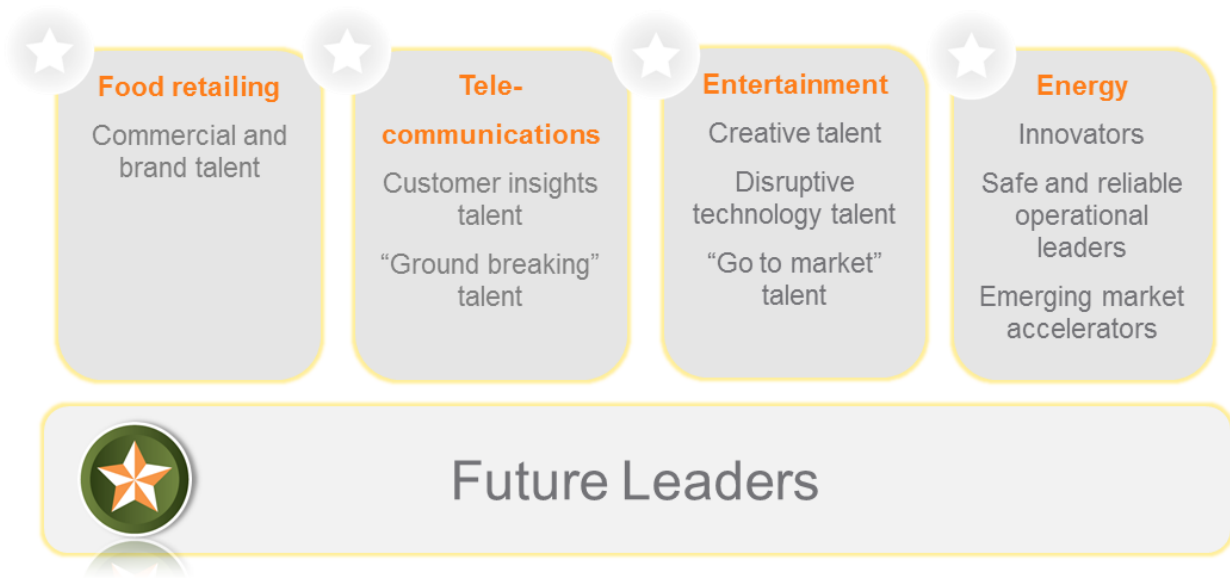 Food retailing
Commercial and
brand talent
Tele-
communications
Customer insights
talent
“Ground breaking”
talent
Entertainment
Creative talent
Disruptive
technology talent
“Go to market”
talent
Energy
Innovators
Safe and reliable
operational
leaders
Emerging market
accelerators
Future Leaders